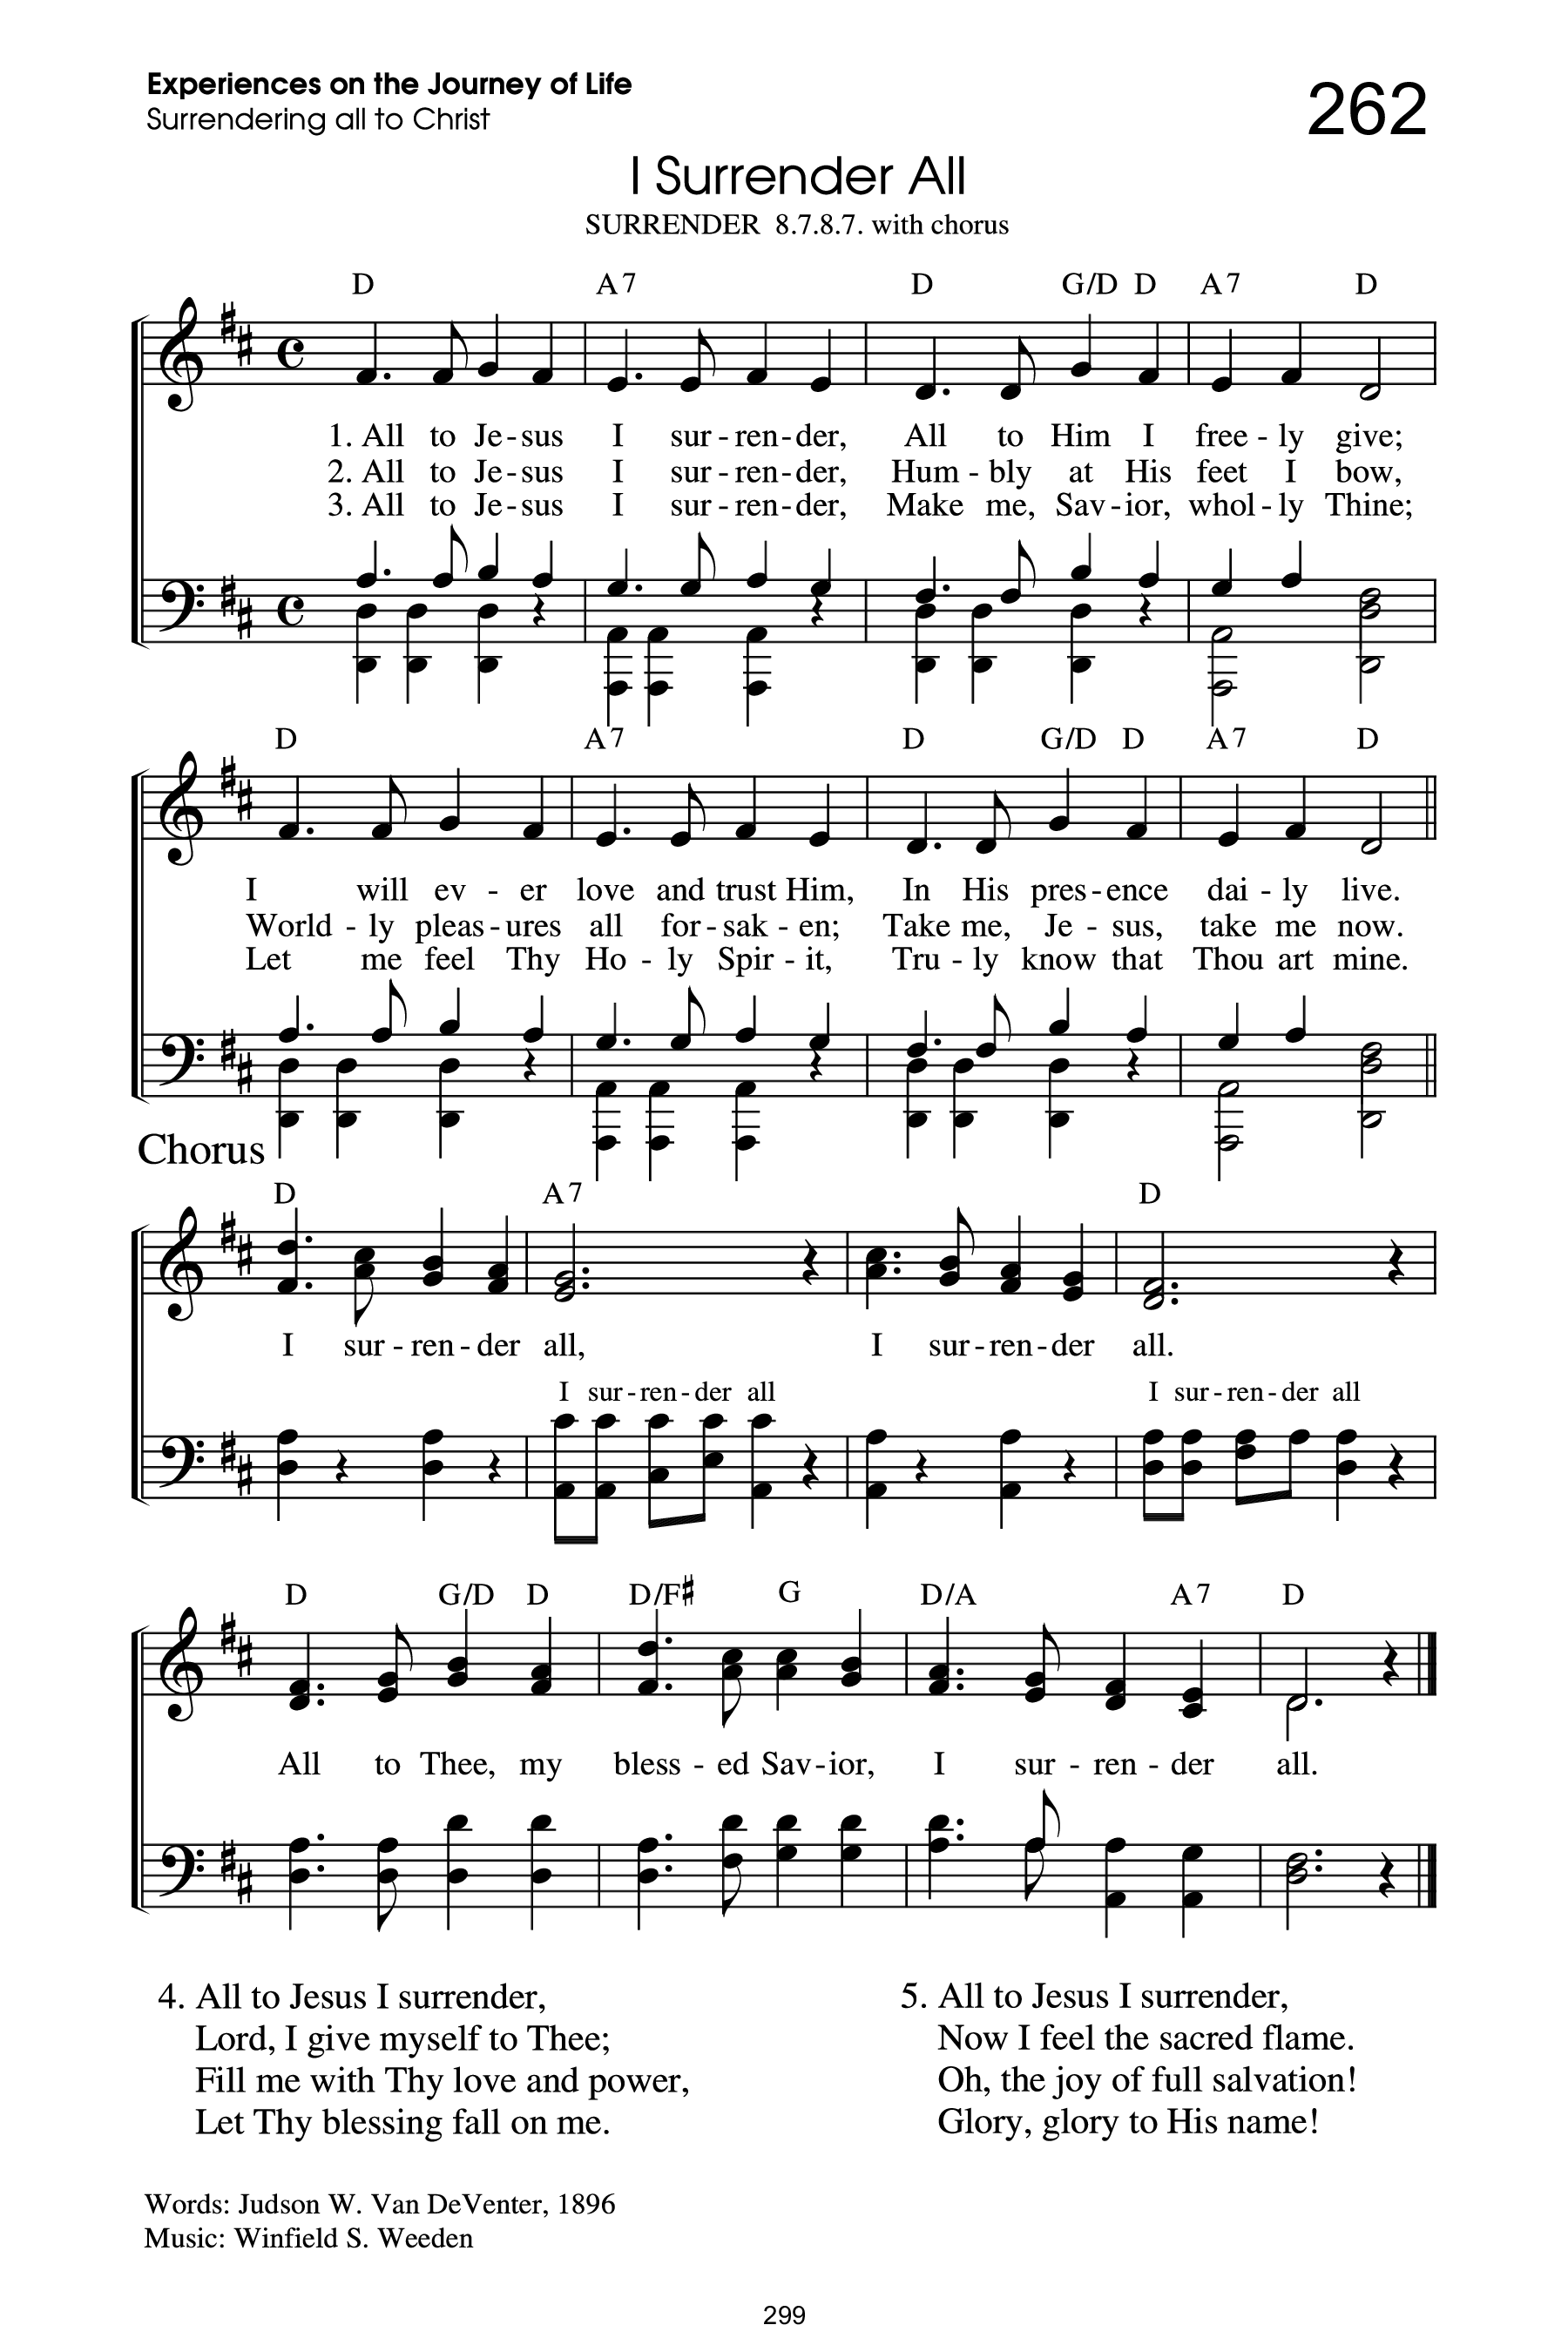 Experiences on the Journey of Life
262
Surrendering all to Christ
I Surrender All
SURRENDER 8.7.8.7. with chorus
D A7 D G/D D A7 D
1. All to Je - sus I sur - ren - der, All to Him I free - ly give;
2. All to Je - sus I sur - ren - der, Hum - bly at His feet I bow,
3. All to Je - sus I sur - ren - der, Make me, Sav - ior, whol - ly Thine;
D A7 D G/D D A7 D
I will ev - er love and trust Him, In His pres - ence dai - ly live.
World - ly pleas - ures all for - sak - en; Take me, Je - sus, take me now.
Let me feel Thy Ho - ly Spir - it, Tru - ly know that Thou art mine.
Chorus
D A7 D
I sur - ren - der all, I sur - ren - der all.
I sur - ren - der all I sur - ren - der all
D G/D D D/F♯ G D/A A7 D
All to Thee, my bless - ed Sav - ior, I sur - ren - der all.
4. All to Jesus I surrender,
Lord, I give myself to Thee;
Fill me with Thy love and power,
Let Thy blessing fall on me.
5. All to Jesus I surrender,
Now I feel the sacred flame.
Oh, the joy of full salvation!
Glory, glory to His name!
Words: Judson W. Van DeVenter, 1896
Music: Winfield S. Weeden
299